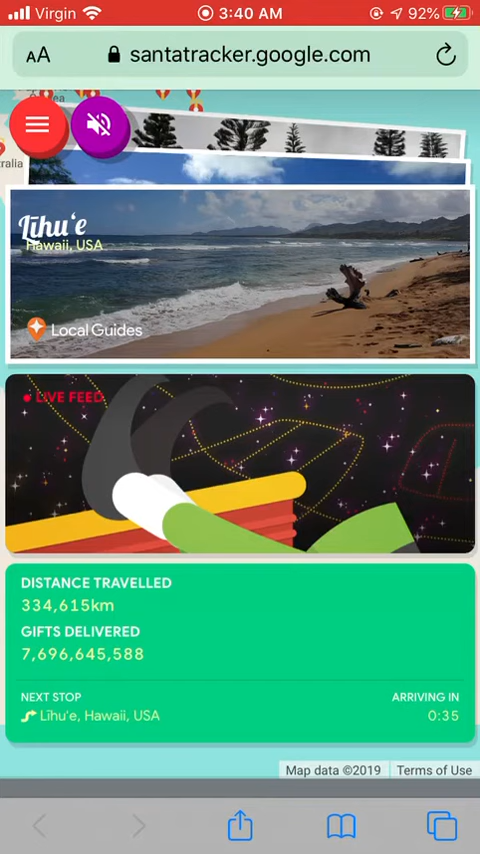 Virgin 3:40 AM 92%
AA santatracker.google.com
ea
ralia
Līhuʻe
Hawaii, USA
Local Guides
LIVE FEED
DISTANCE TRAVELLED
334,615km
GIFTS DELIVERED
7,696,645,588
NEXT STOP ARRIVING IN
Līhuʻe, Hawaii, USA 0:35
Map data ©2019 Terms of Use